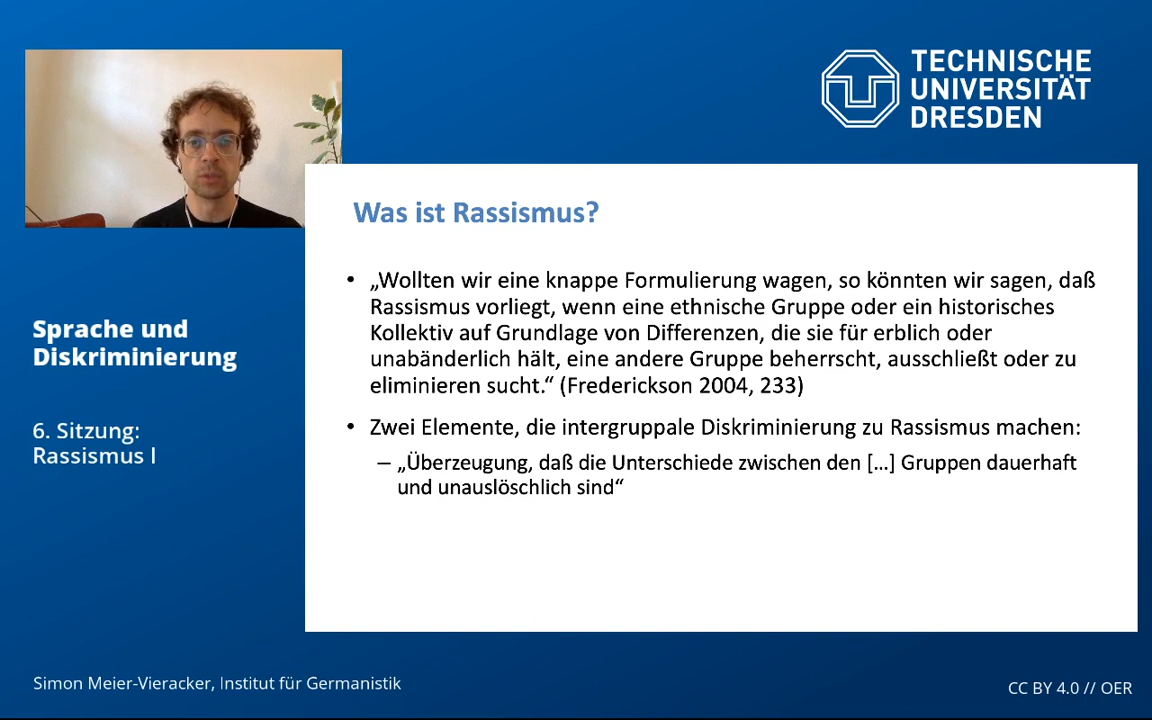 TECHNISCHE
UNIVERSITÄT
DRESDEN
Was ist Rassismus?
• „Wollten wir eine knappe Formulierung wagen, so könnten wir sagen, daß
Rassismus vorliegt, wenn eine ethnische Gruppe oder ein historisches
Kollektiv auf Grundlage von Differenzen, die sie für erblich oder
unabänderlich hält, eine andere Gruppe beherrscht, ausschließt oder zu
eliminieren sucht.“ (Frederickson 2004, 233)
• Zwei Elemente, die intergruppale Diskriminierung zu Rassismus machen:
– „Überzeugung, daß die Unterschiede zwischen den […] Gruppen dauerhaft
und unauslöschlich sind“
Sprache und
Diskriminierung
6. Sitzung:
Rassismus I
Simon Meier-Vieracker, Institut für Germanistik
CC BY 4.0 // OER